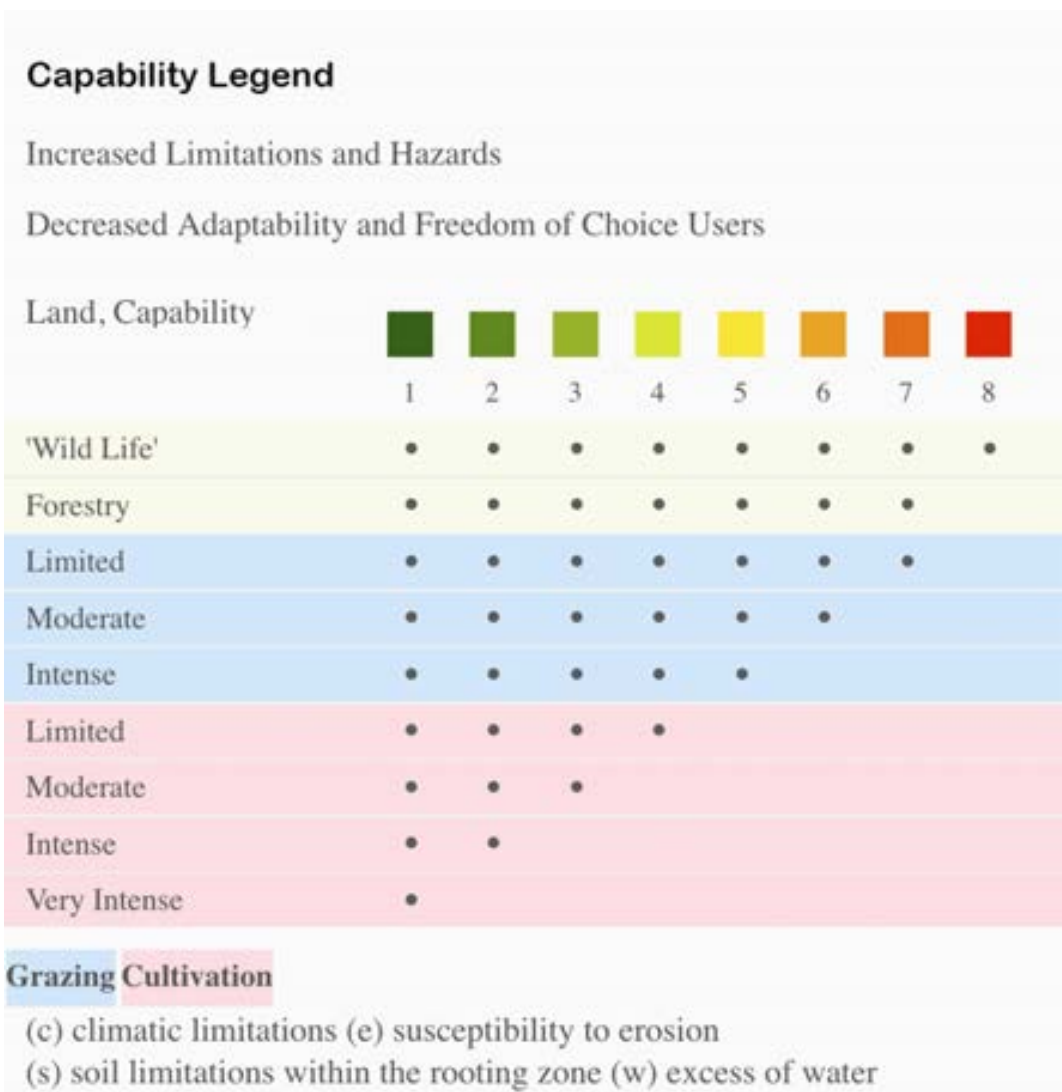 Capability Legend
Increased Limitations and Hazards
Decreased Adaptability and Freedom of Choice Users
Land, Capability
1 2 3 4 5 6 7 8
'Wild Life'
Forestry
Limited
Moderate
Intense
Limited
Moderate
Intense
Very Intense
Grazing Cultivation
(c) climatic limitations (e) susceptibility to erosion
(s) soil limitations within the rooting zone (w) excess of water